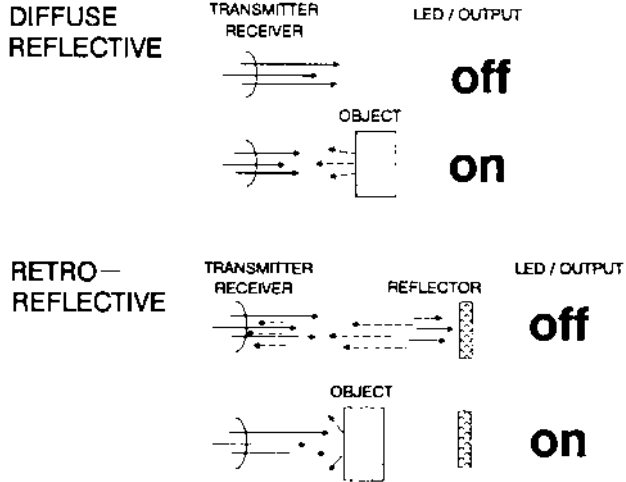 DIFFUSE
REFLECTIVE
TRANSMITTER
RECEIVER
LED / OUTPUT
off
OBJECT
on
RETRO—
REFLECTIVE
TRANSMITTER
RECEIVER
REFLECTOR
LED / OUTPUT
off
OBJECT
on